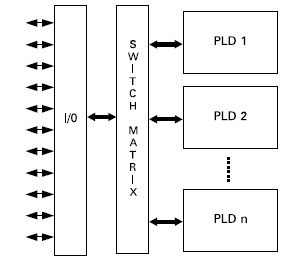 I/0
SWITCH MATRIX
PLD 1
PLD 2
PLD n